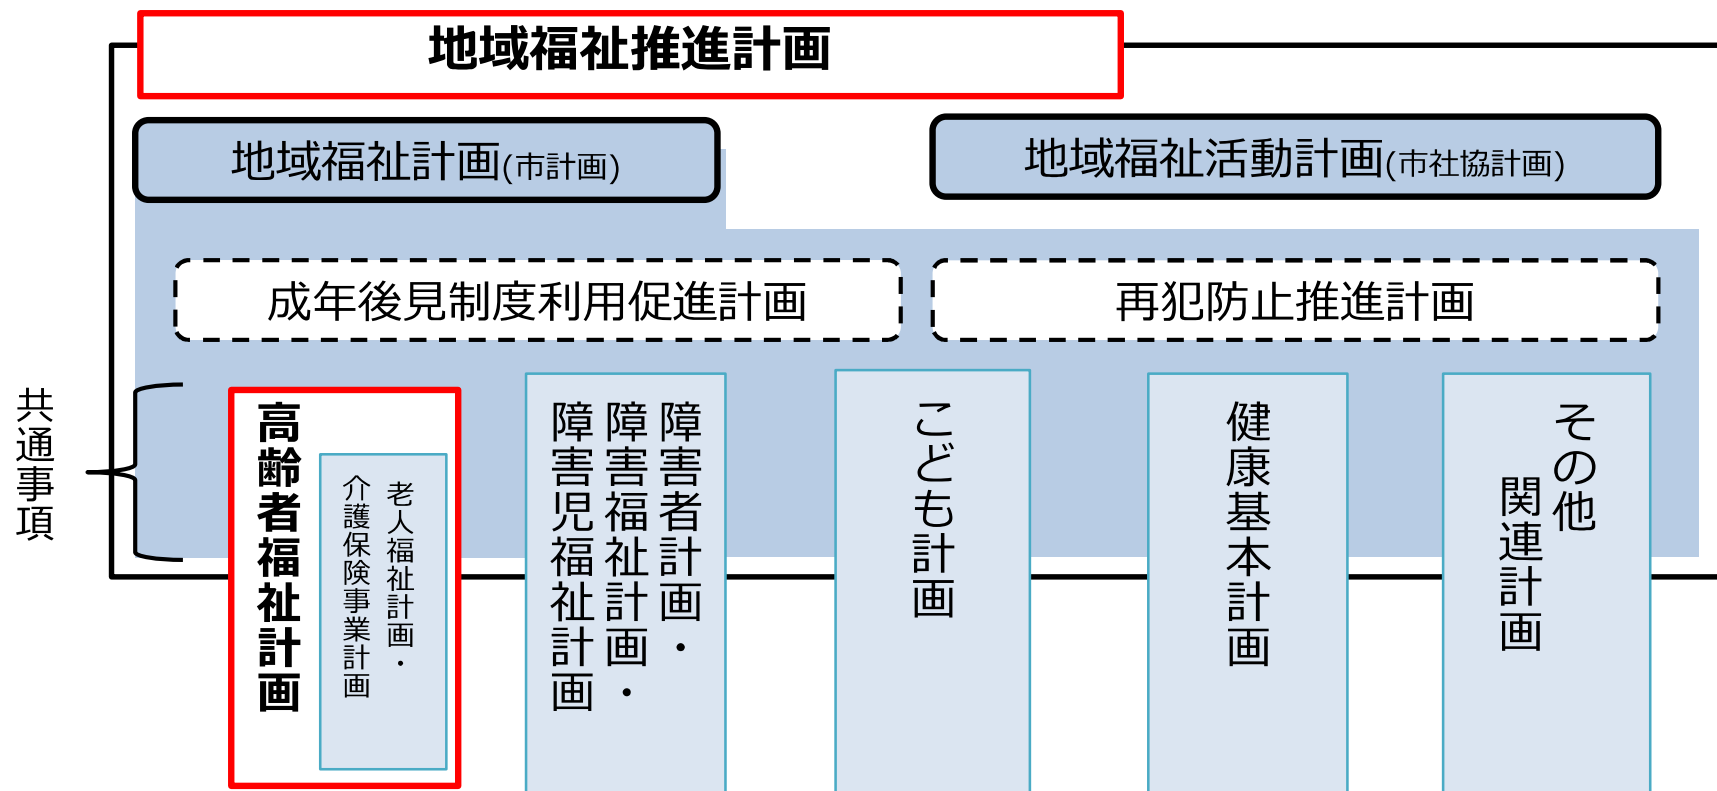 地域福祉推進計画
地域福祉計画(市計画)
地域福祉活動計画(市社協計画)
成年後見制度利用促進計画
再犯防止推進計画
共通事項
高齢者福祉計画
老人福祉計画・
介護保険事業計画
障害者計画・
障害福祉計画・
障害児福祉計画
こども計画
健康基本計画
その他
関連計画